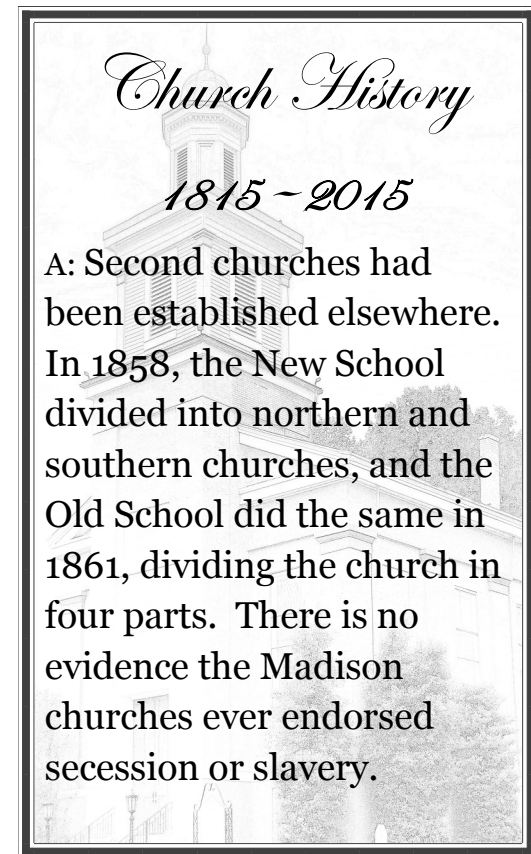 Church History
1815 – 2015
A: Second churches had
been established elsewhere.
In 1858, the New School
divided into northern and
southern churches, and the
Old School did the same in
1861, dividing the church in
four parts.  There is no
evidence the Madison
churches ever endorsed
secession or slavery.